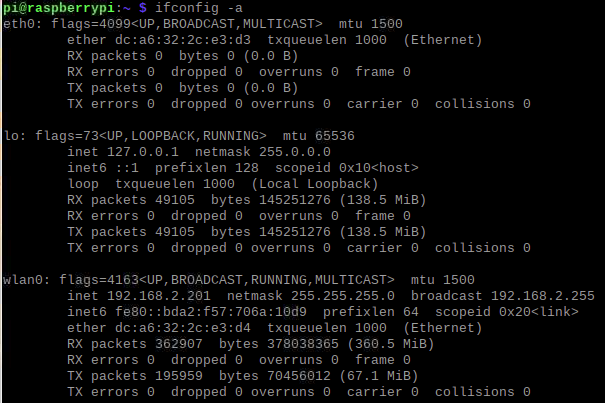 pi@raspberrypi:~ $ ifconfig -a
eth0: flags=4099<UP,BROADCAST,MULTICAST>  mtu 1500
        ether dc:a6:32:2c:e3:d3  txqueuelen 1000  (Ethernet)
        RX packets 0  bytes 0 (0.0 B)
        RX errors 0  dropped 0  overruns 0  frame 0
        TX packets 0  bytes 0 (0.0 B)
        TX errors 0  dropped 0 overruns 0  carrier 0  collisions 0

lo: flags=73<UP,LOOPBACK,RUNNING>  mtu 65536
        inet 127.0.0.1  netmask 255.0.0.0
        inet6 ::1  prefixlen 128  scopeid 0x10<host>
        loop  txqueuelen 1000  (Local Loopback)
        RX packets 49105  bytes 145251276 (138.5 MiB)
        RX errors 0  dropped 0  overruns 0  frame 0
        TX packets 49105  bytes 145251276 (138.5 MiB)
        TX errors 0  dropped 0 overruns 0  carrier 0  collisions 0

wlan0: flags=4163<UP,BROADCAST,RUNNING,MULTICAST>  mtu 1500
        inet 192.168.2.201  netmask 255.255.255.0  broadcast 192.168.2.255
        inet6 fe80::bda2:f57:706a:10d9  prefixlen 64  scopeid 0x20<link>
        ether dc:a6:32:2c:e3:d4  txqueuelen 1000  (Ethernet)
        RX packets 362907  bytes 378038365 (360.5 MiB)
        RX errors 0  dropped 0  overruns 0  frame 0
        TX packets 195959  bytes 70456012 (67.1 MiB)
        TX errors 0  dropped 0 overruns 0  carrier 0  collisions 0